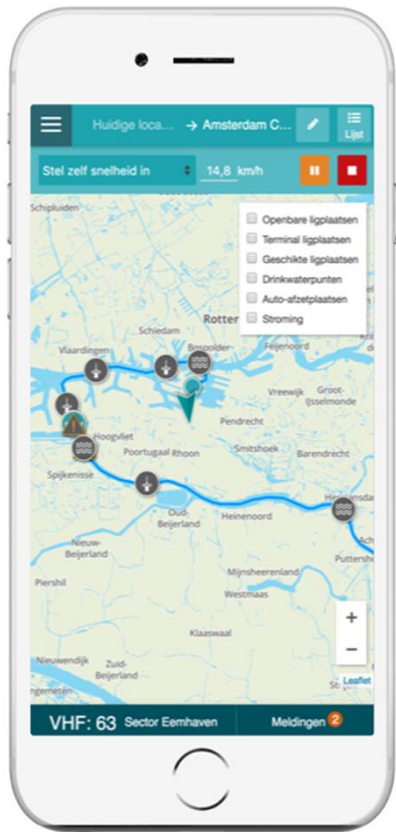 Huidige loca... → Amsterdam C...
Lijst
Stel zelf snelheid in 14,8 km/h
Schipluiden
Openbare ligplaatsen
Terminal ligplaatsen
Geschikte ligplaatsen
Drinkwaterpunten
Auto-afzetplaatsen
Stroming
Rotter
Schiedam
Bospolder
Feijenoord
Vlaardingen
Vreewijk
Groot-
IJsselmonde
Pendrecht
Hoogvliet
Poortugaal
Rhoon
Smitshoek
Barendrecht
Spijkenisse
Oud-
Beijerland
Heinenoord
Nieuw-
Beijerland
Mijnsheerenland
Puttersh
Piershil
Westmaas
Klaaswaal
+
−
Nieuwendijk
Zuid-
Beijerland
ngemeten
Leaflet
VHF: 63 Sector Eemhaven
Meldingen 2